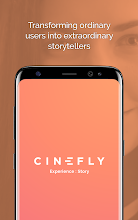 Transforming ordinary
users into extraordinary
storytellers
CINEFLY
Experience Story